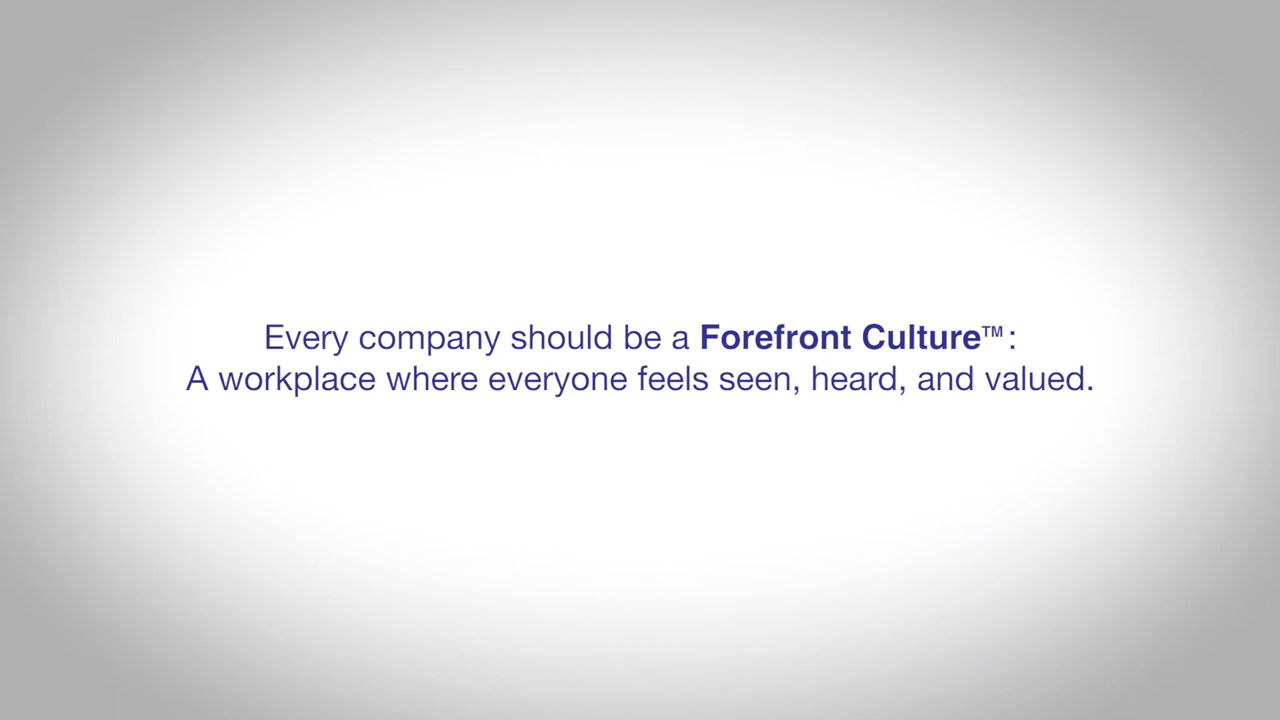 Every company should be a Forefront Culture™:
A workplace where everyone feels seen, heard, and valued.